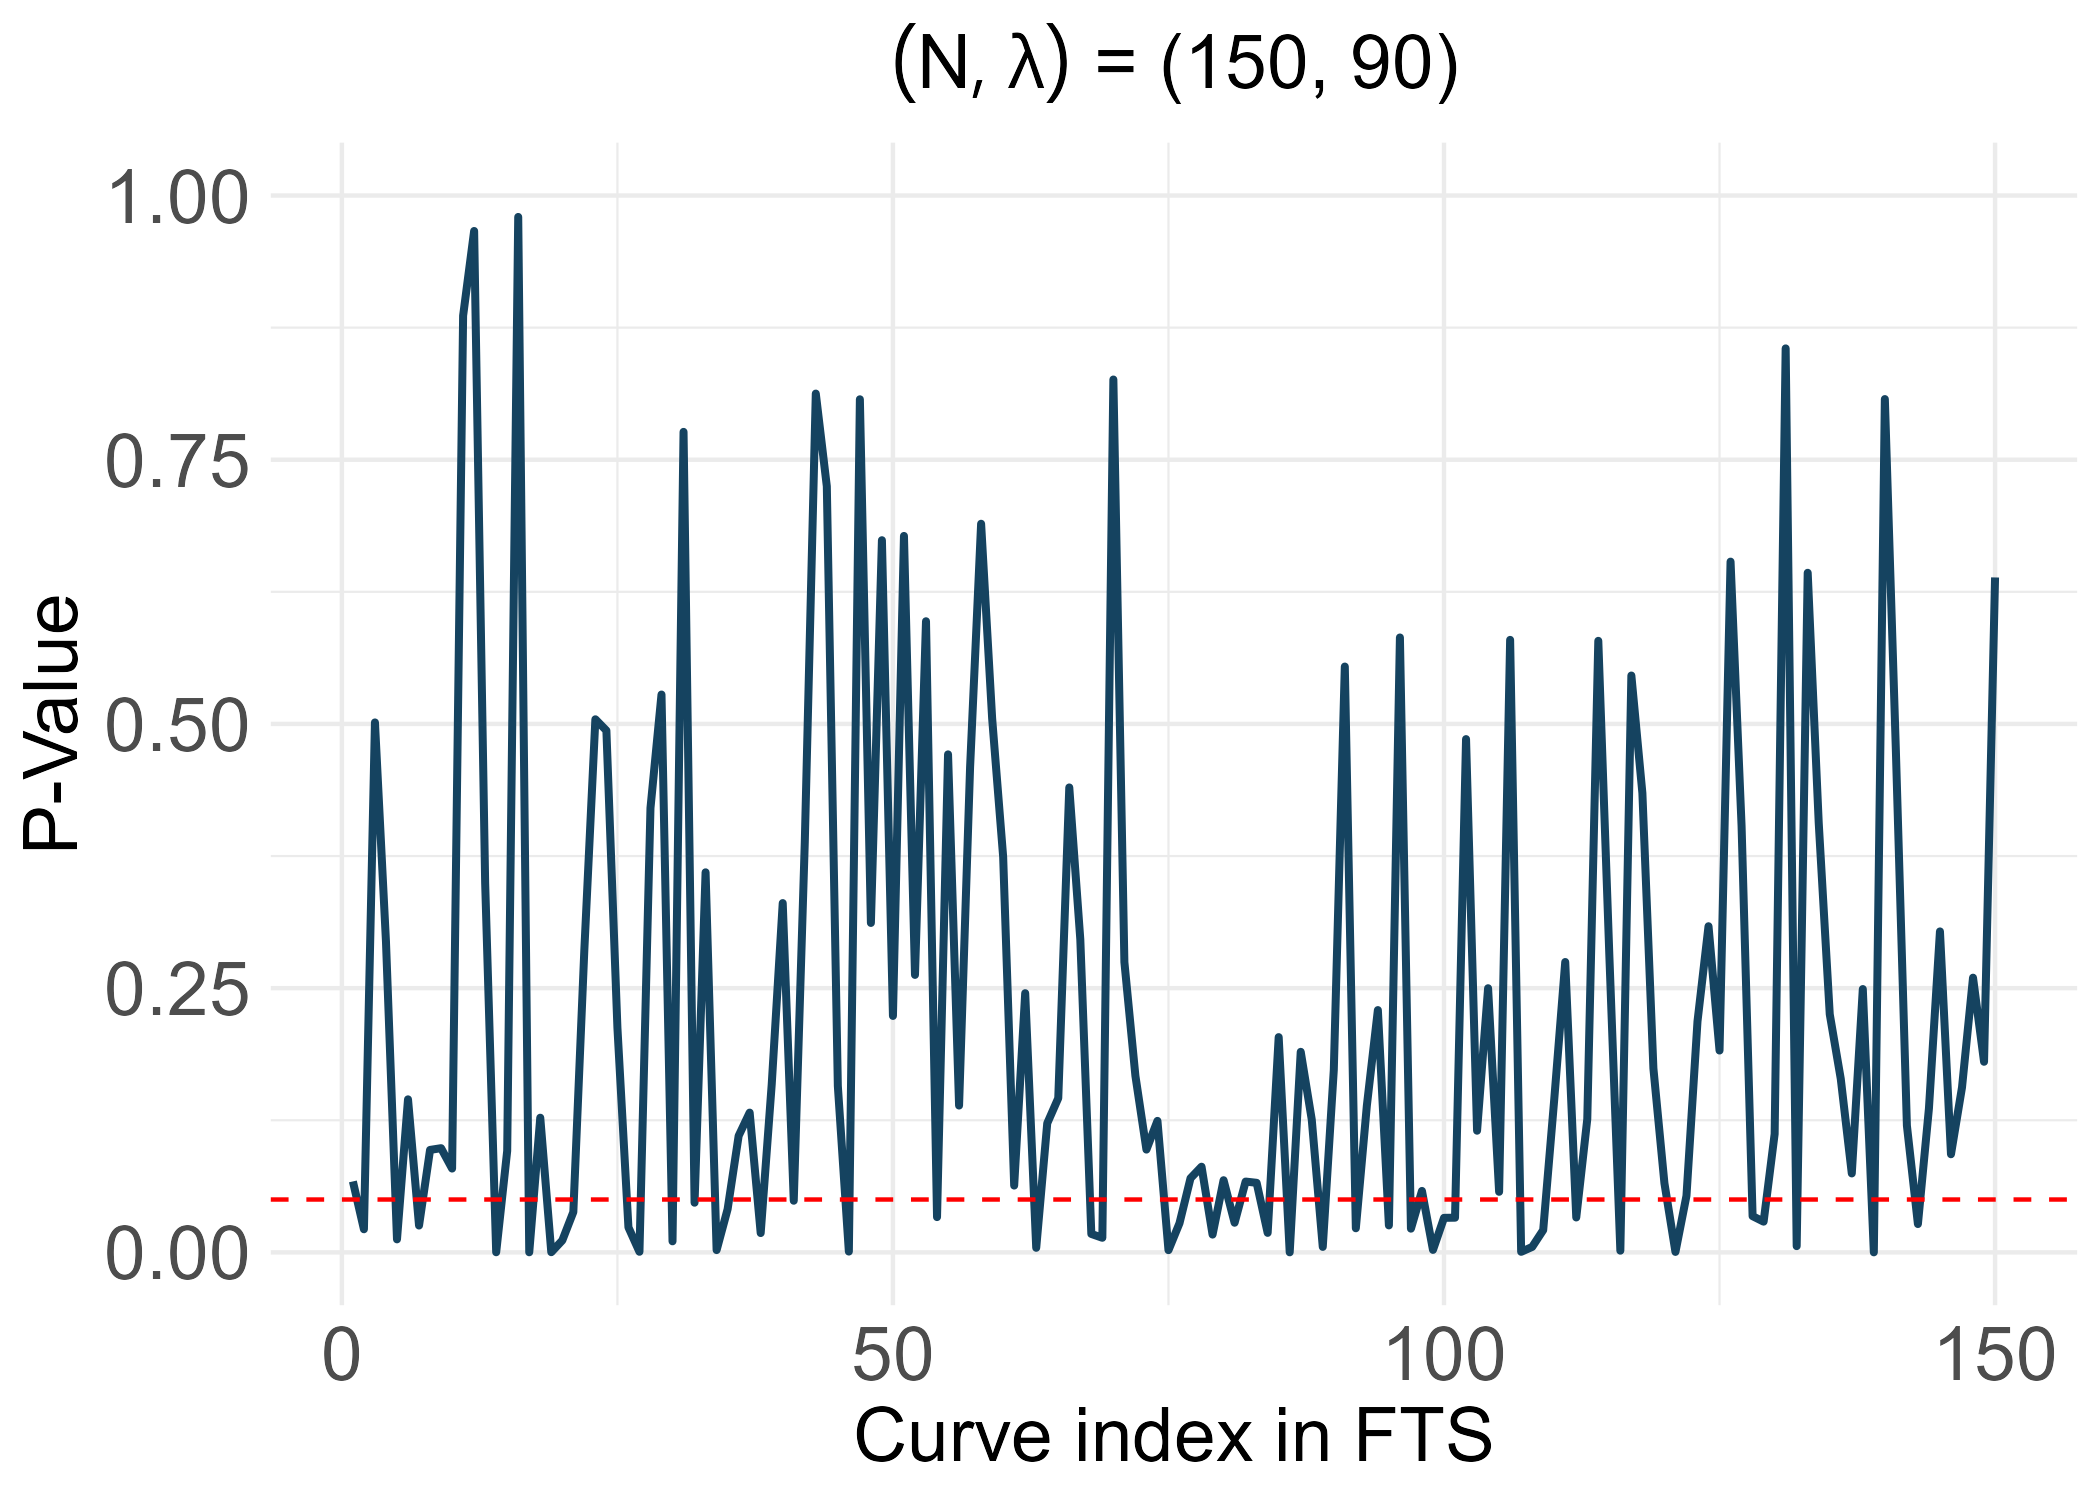 (N, λ) = (150, 90)
1.00
0.75
0.50
0.25
0.00
P-Value
0 50 100 150
Curve index in FTS